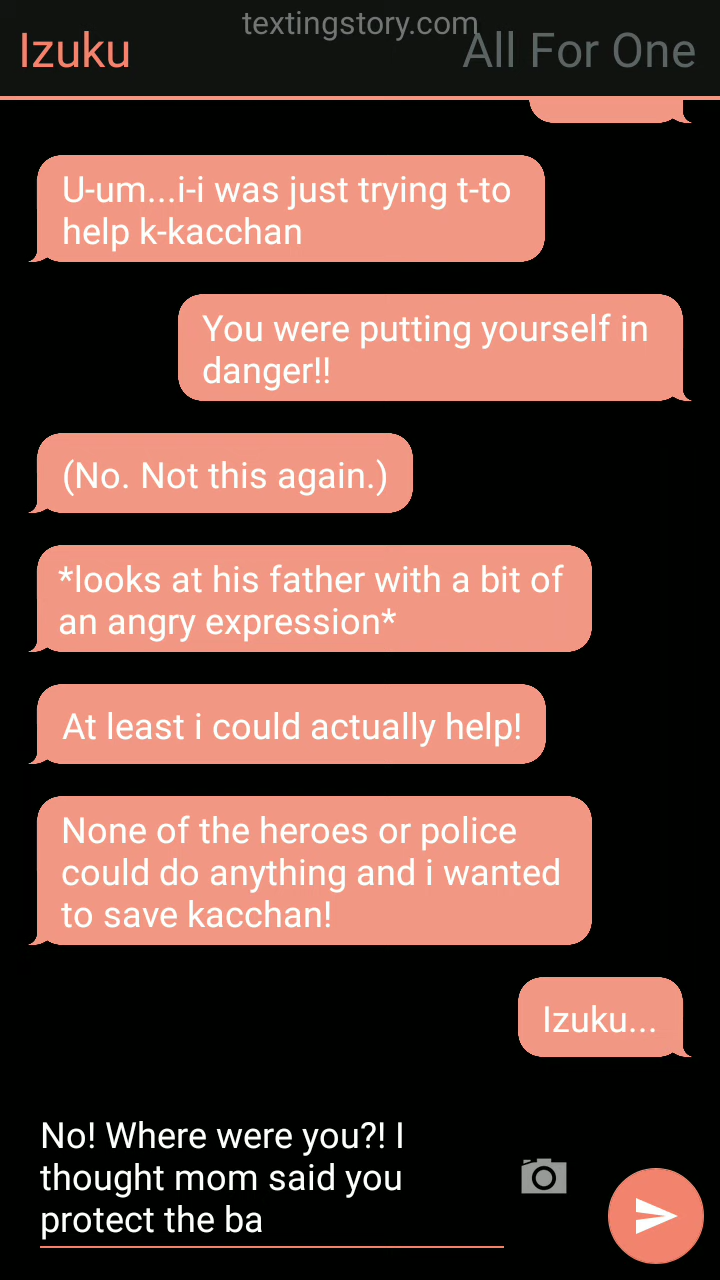 textingstory.com
Izuku
All For One
U-um...i-i was just trying t-to
help k-kacchan
You were putting yourself in
danger!!
(No. Not this again.)
*looks at his father with a bit of
an angry expression*
At least i could actually help!
None of the heroes or police
could do anything and i wanted
to save kacchan!
Izuku...
No! Where were you?! I
thought mom said you
protect the ba